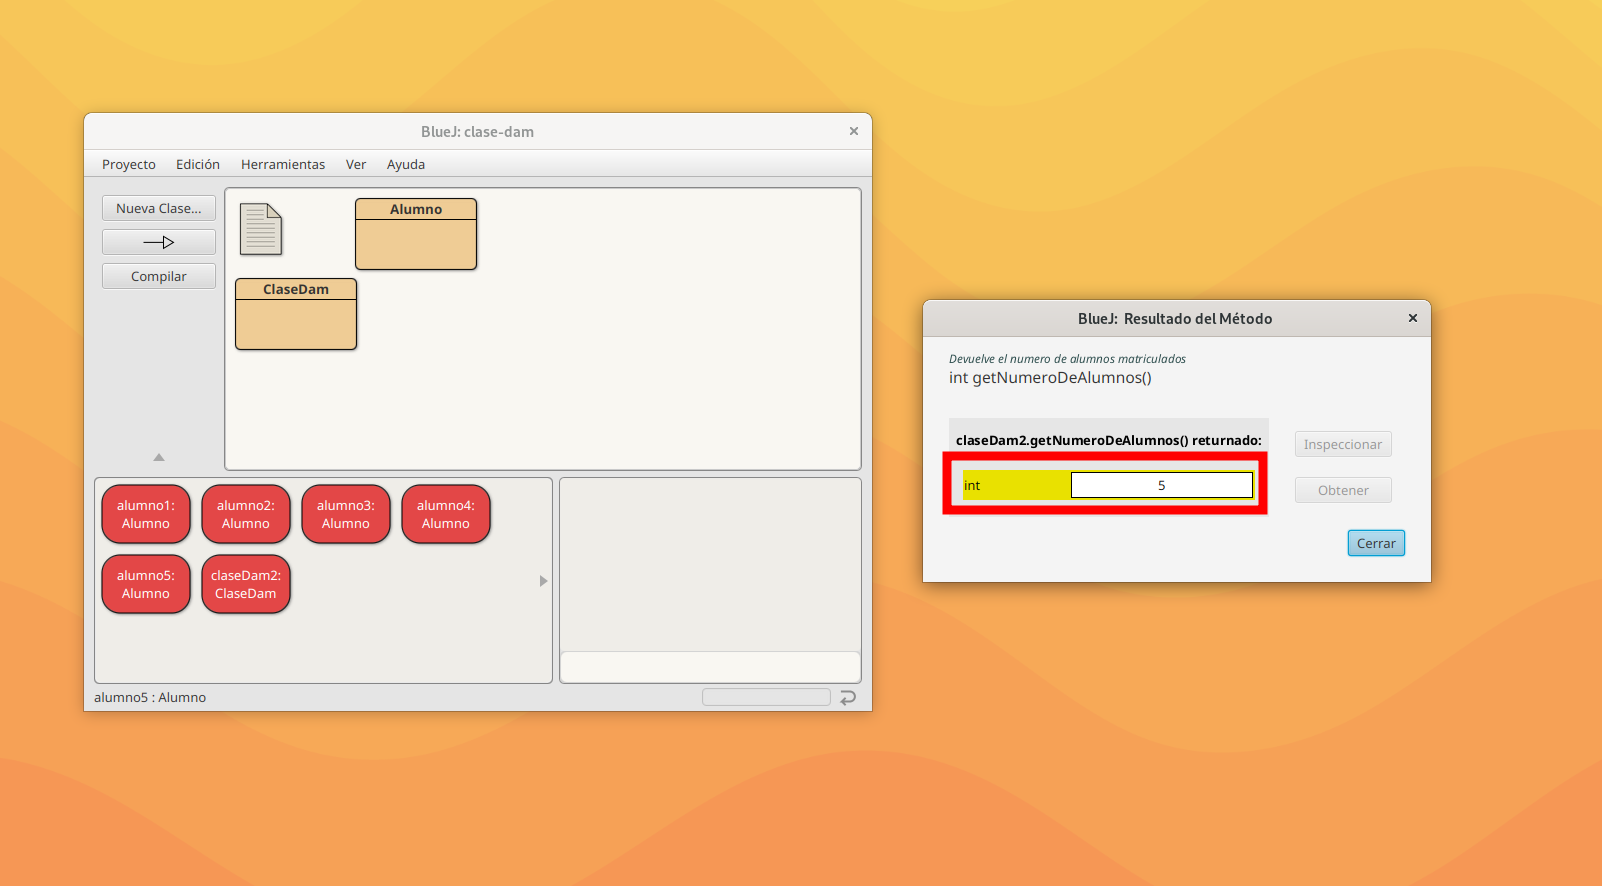 BlueJ: clase-dam
Proyecto Edición Herramientas Ver Ayuda
Nueva Clase...
Compilar
Alumno
ClaseDam
alumno1:
Alumno
alumno2:
Alumno
alumno3:
Alumno
alumno4:
Alumno
alumno5:
Alumno
claseDam2:
ClaseDam
alumno5 : Alumno
BlueJ: Resultado del Método
Devuelve el numero de alumnos matriculados
int getNumeroDeAlumnos()
claseDam2.getNumeroDeAlumnos() returnado:
int 5
Inspeccionar
Obtener
Cerrar